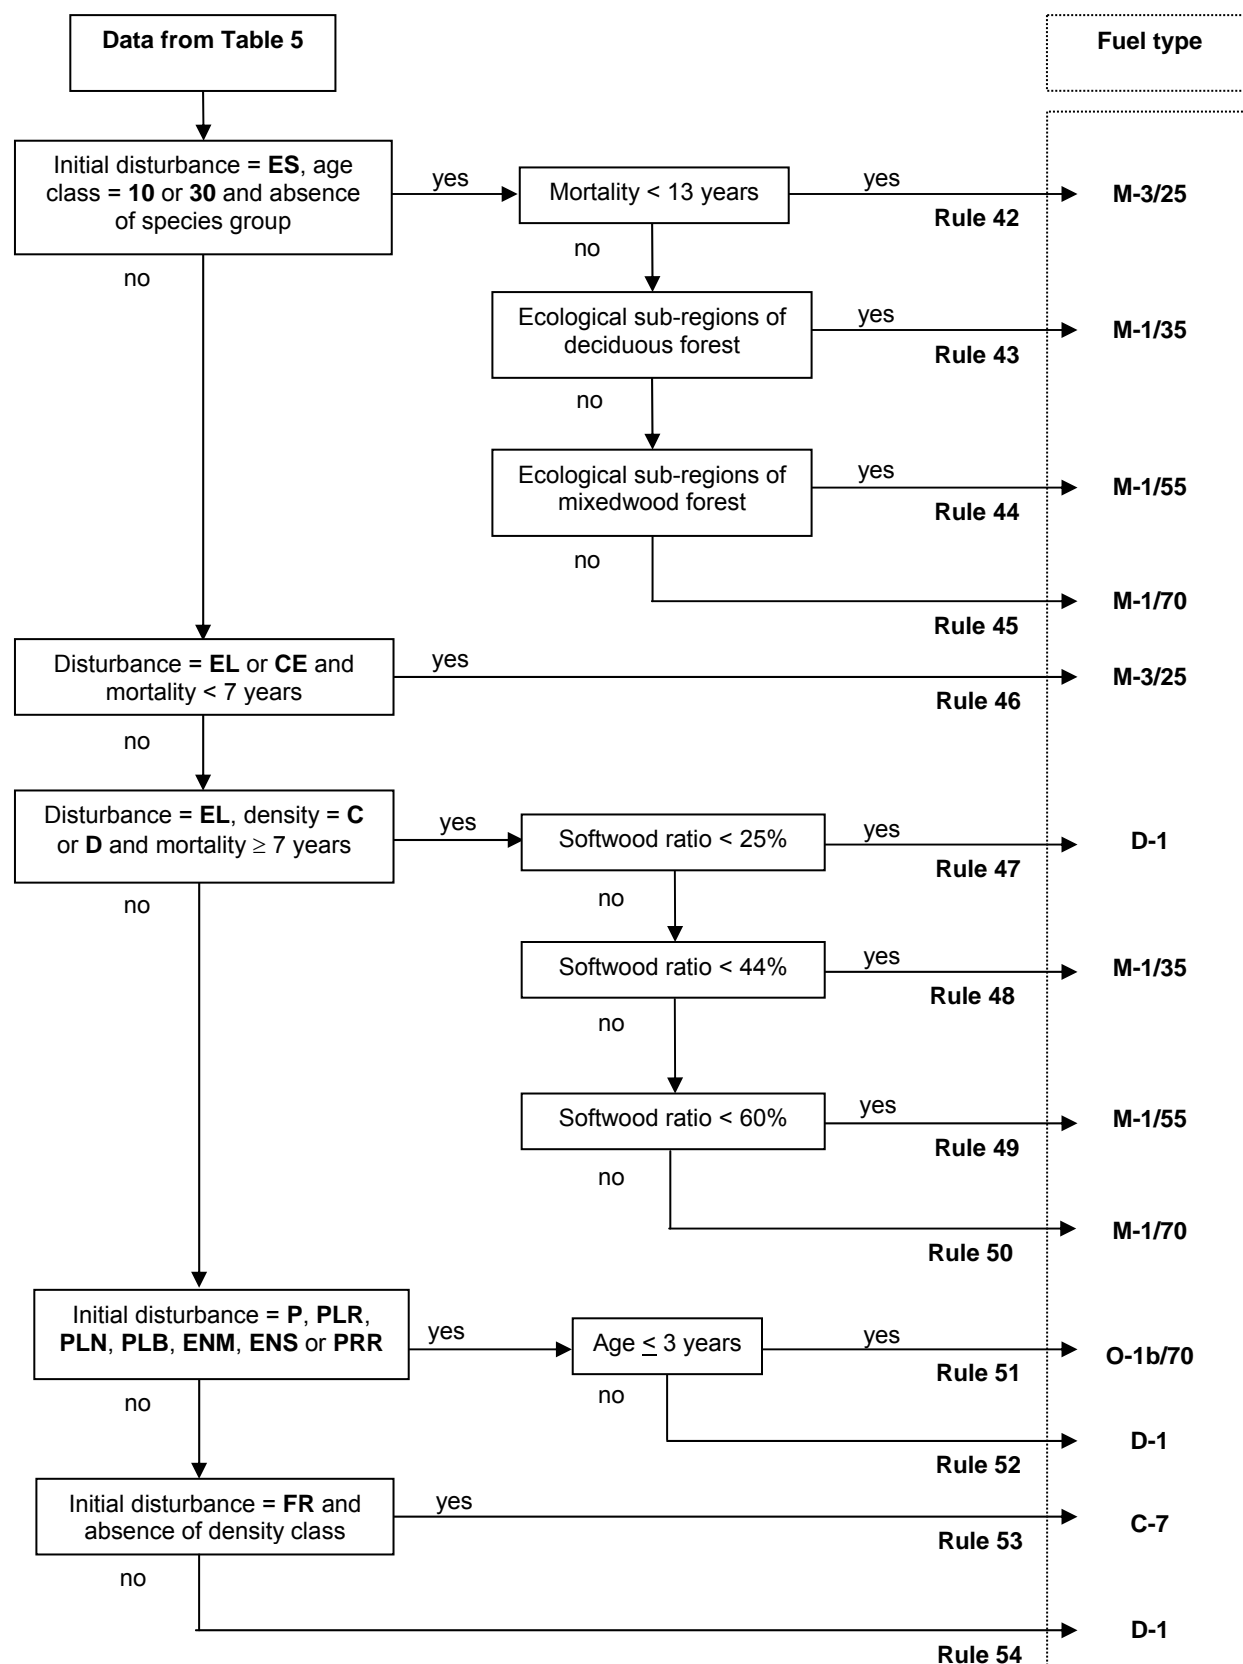 Data from Table 5
Fuel type
Initial disturbance = ES, age
class = 10 or 30 and absence
of species group
yes
Mortality < 13 years
yes
Rule 42
M-3/25
no
no
Ecological sub-regions of
deciduous forest
yes
Rule 43
M-1/35
no
Ecological sub-regions of
mixedwood forest
yes
Rule 44
M-1/55
no
Rule 45
M-1/70
Disturbance = EL or CE and
mortality < 7 years
yes
Rule 46
M-3/25
no
Disturbance = EL, density = C
or D and mortality ≥ 7 years
yes
Softwood ratio < 25%
yes
Rule 47
D-1
no
no
Softwood ratio < 44%
yes
Rule 48
M-1/35
no
Softwood ratio < 60%
yes
Rule 49
M-1/55
no
Rule 50
M-1/70
Initial disturbance = P, PLR,
PLN, PLB, ENM, ENS or PRR
yes
Age ≤ 3 years
yes
Rule 51
O-1b/70
no
no
Rule 52
D-1
Initial disturbance = FR and
absence of density class
yes
Rule 53
C-7
no
Rule 54
D-1